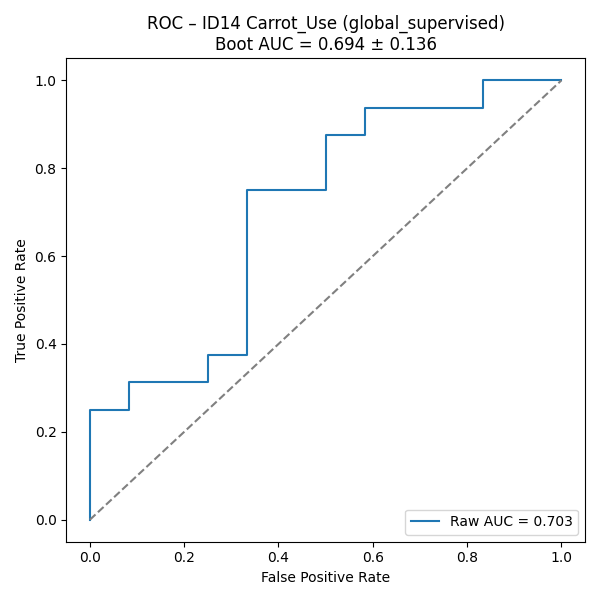 ROC – ID14 Carrot_Use (global_supervised)
Boot AUC = 0.694 ± 0.136
1.0
0.8
0.6
0.4
0.2
0.0
True Positive Rate
Raw AUC = 0.703
0.0 0.2 0.4 0.6 0.8 1.0
False Positive Rate